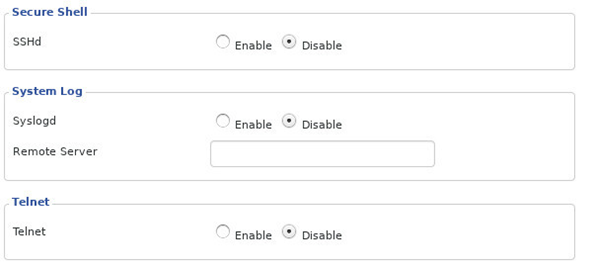 Secure Shell
SSHd Enable Disable
System Log
Syslogd Enable Disable
Remote Server
Telnet
Telnet Enable Disable